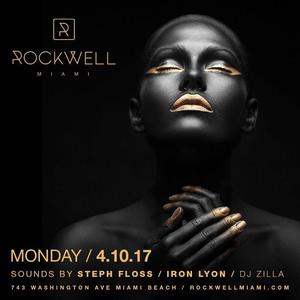 R
ROCKWELL
MIAMI
MONDAY / 4.10.17
SOUNDS BY STEPH FLOSS / IRON LYON / DJ ZILLA
743 WASHINGTON AVE MIAMI BEACH / ROCKWELLMIAMI.COM